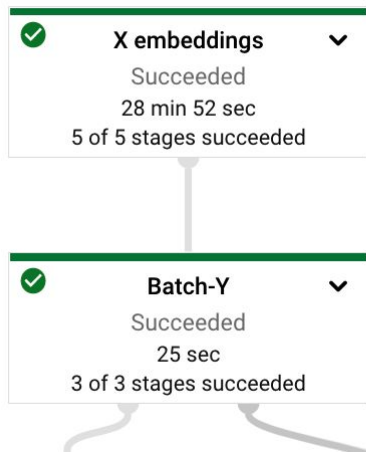 X embeddings
Succeeded
28 min 52 sec
5 of 5 stages succeeded
Batch-Y
Succeeded
25 sec
3 of 3 stages succeeded